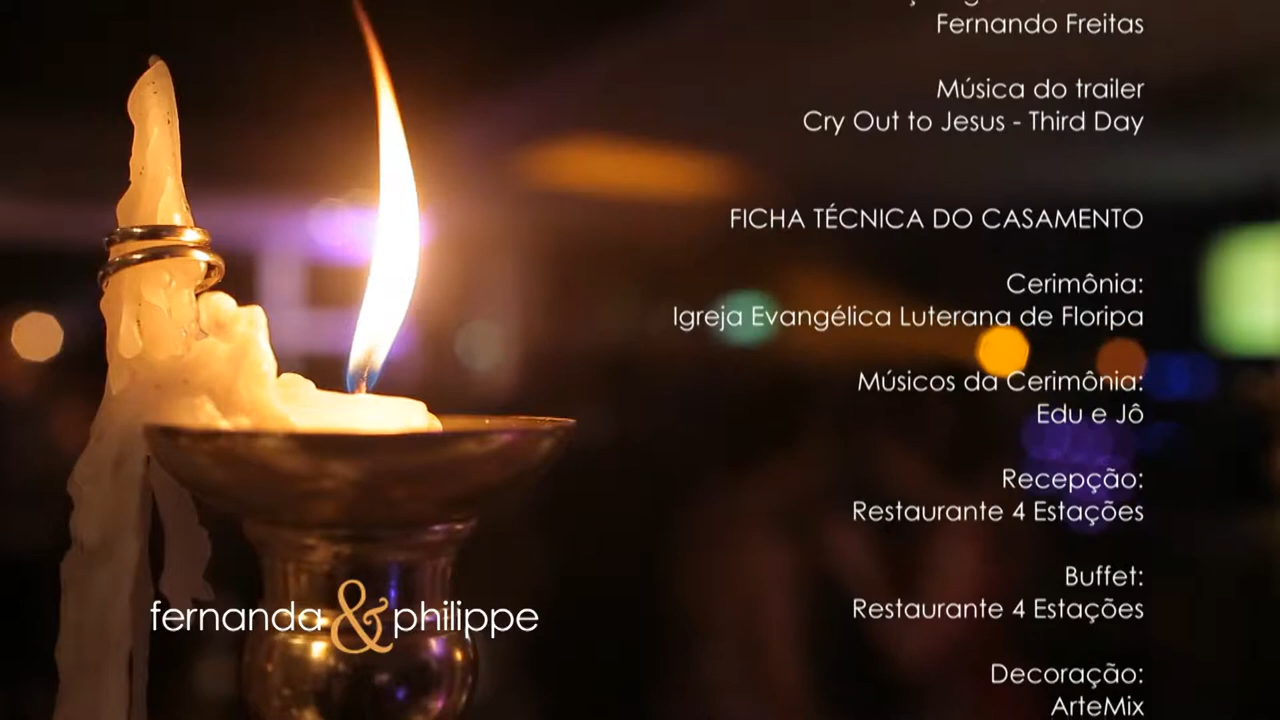 Fernando Freitas
Música do trailer
Cry Out to Jesus - Third Day
FICHA TÉCNICA DO CASAMENTO
Cerimônia:
Igreja Evangélica Luterana de Floripa
Músicos da Cerimônia:
Edu e Jô
Recepção:
Restaurante 4 Estações
Buffet:
Restaurante 4 Estações
Decoração:
ArteMix
fernanda & philippe